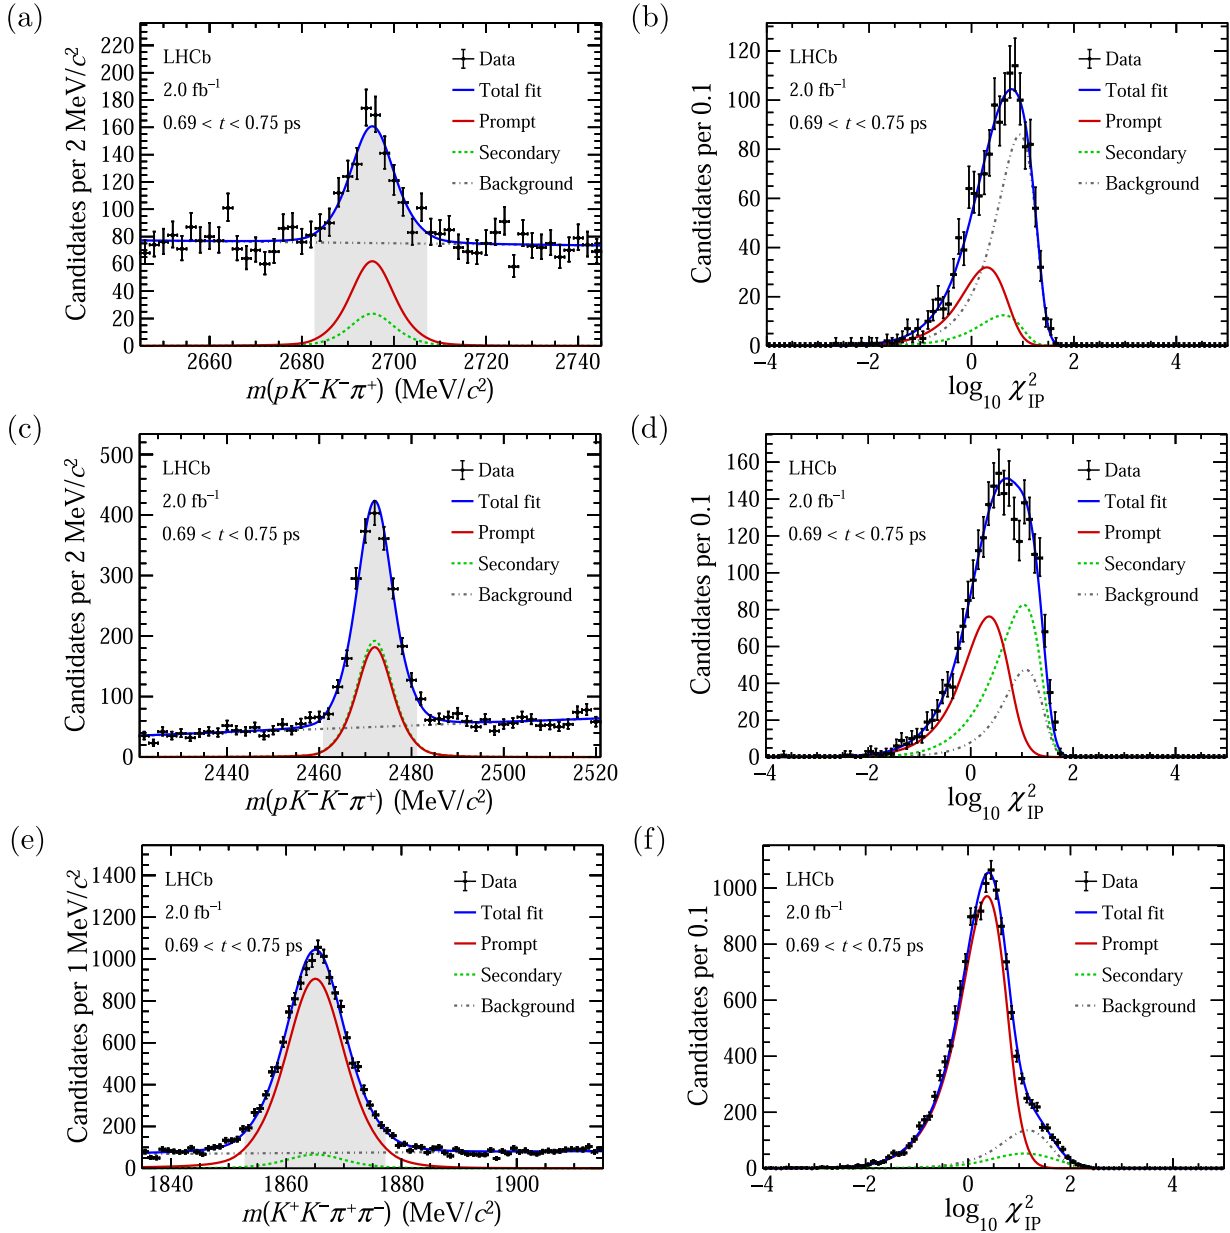 (a)
Candidates per 2 MeV/c²
220
200
180
160
140
120
100
80
60
40
20
0
LHCb
2.0 fb⁻¹
0.69 < t < 0.75 ps
Data
Total fit
Prompt
Secondary
Background
2660 2680 2700 2720 2740
m(pK⁻K⁻π⁺) (MeV/c²)
(b)
Candidates per 0.1
120
100
80
60
40
20
0
LHCb
2.0 fb⁻¹
0.69 < t < 0.75 ps
Data
Total fit
Prompt
Secondary
Background
−4 −2 0 2 4
log₁₀ χ²_IP
(c)
Candidates per 2 MeV/c²
500
400
300
200
100
0
LHCb
2.0 fb⁻¹
0.69 < t < 0.75 ps
Data
Total fit
Prompt
Secondary
Background
2440 2460 2480 2500 2520
m(pK⁻K⁻π⁺) (MeV/c²)
(d)
Candidates per 0.1
160
140
120
100
80
60
40
20
0
LHCb
2.0 fb⁻¹
0.69 < t < 0.75 ps
Data
Total fit
Prompt
Secondary
Background
−4 −2 0 2 4
log₁₀ χ²_IP
(e)
Candidates per 1 MeV/c²
1400
1200
1000
800
600
400
200
0
LHCb
2.0 fb⁻¹
0.69 < t < 0.75 ps
Data
Total fit
Prompt
Secondary
Background
1840 1860 1880 1900
m(K⁺K⁻π⁺π⁻) (MeV/c²)
(f)
Candidates per 0.1
1000
800
600
400
200
0
LHCb
2.0 fb⁻¹
0.69 < t < 0.75 ps
Data
Total fit
Prompt
Secondary
Background
−4 −2 0 2 4
log₁₀ χ²_IP